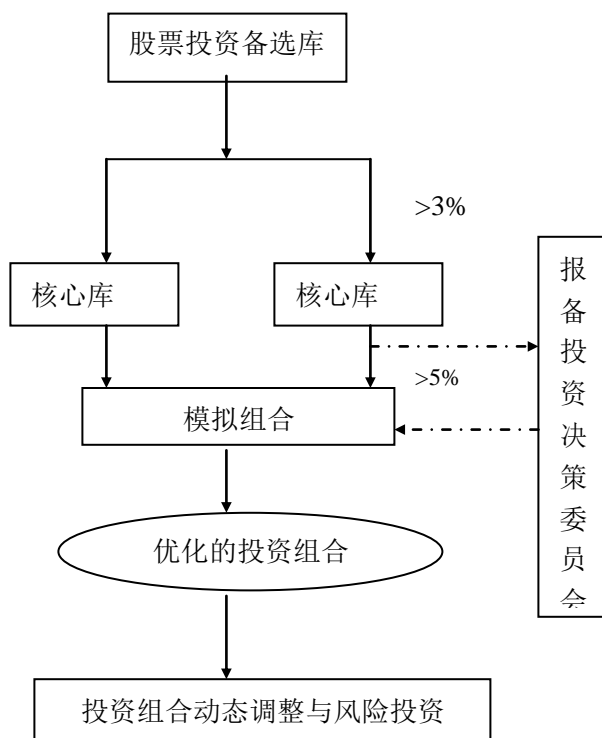 股票投资备选库
>3%
核心库
核心库
>5%
报备投资决策委员会
模拟组合
优化的投资组合
投资组合动态调整与风险投资